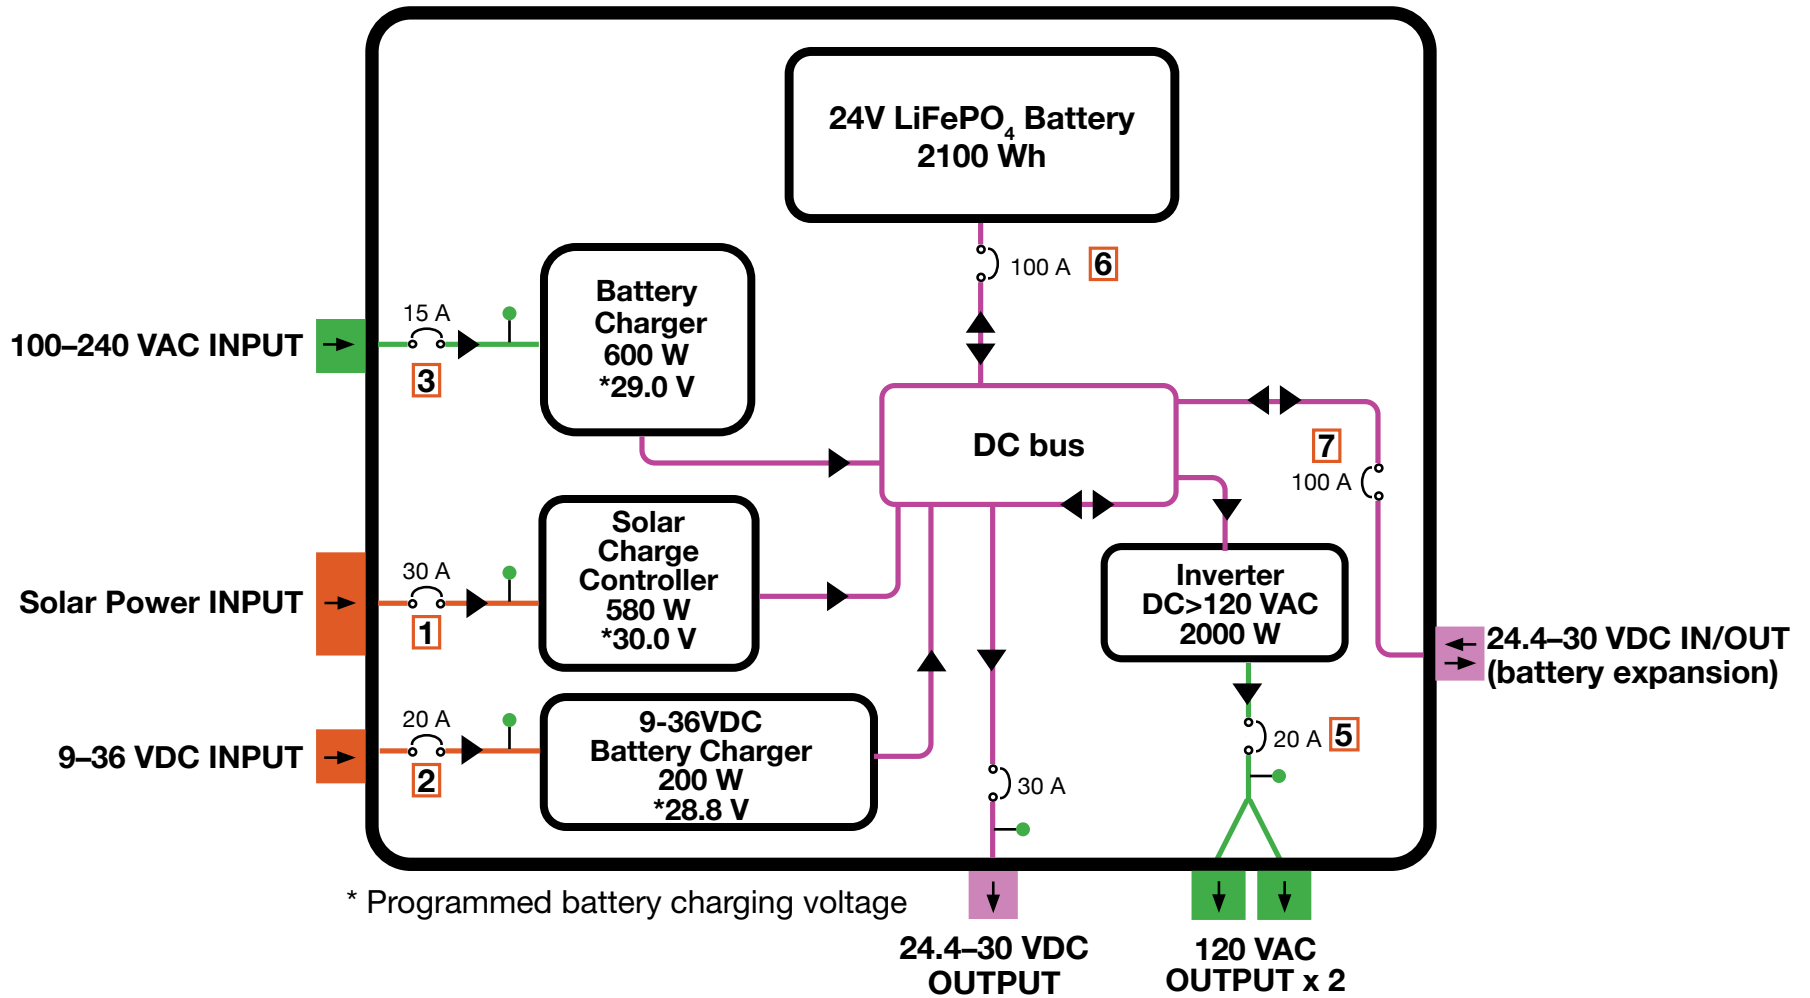 24V LiFePO4 Battery
2100 Wh
100 A
6
100–240 VAC INPUT
15 A
3
Battery
Charger
600 W
*29.0 V
DC bus
7
100 A
Solar Power INPUT
30 A
1
Solar
Charge
Controller
580 W
*30.0 V
Inverter
DC>120 VAC
2000 W
24.4–30 VDC IN/OUT
(battery expansion)
9–36 VDC INPUT
20 A
2
9-36VDC
Battery Charger
200 W
*28.8 V
30 A
20 A
5
* Programmed battery charging voltage
24.4–30 VDC
OUTPUT
120 VAC
OUTPUT x 2